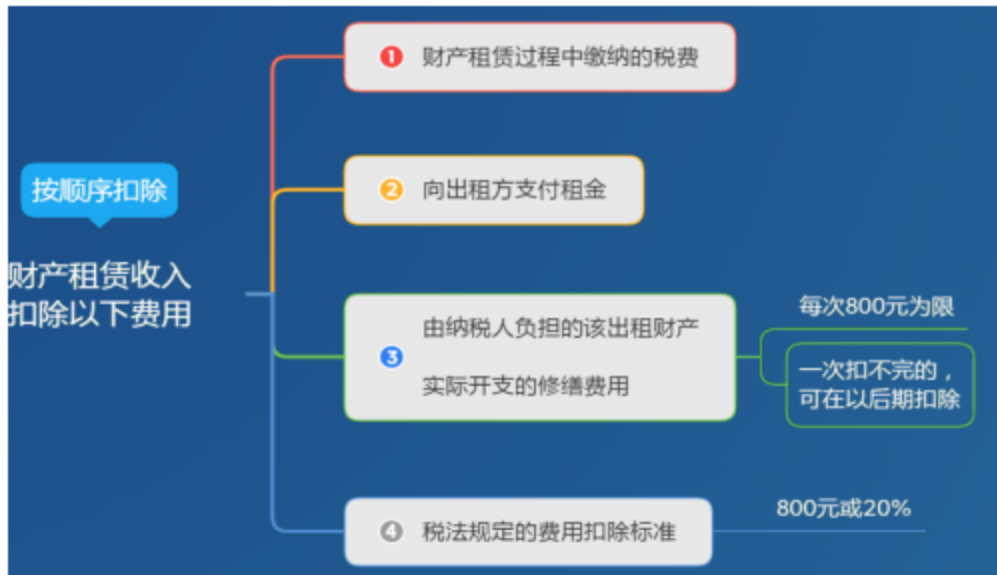 按顺序扣除
财产租赁收入
扣除以下费用
1 财产租赁过程中缴纳的税费
2 向出租方支付租金
3 由纳税人负担的该出租财产
实际开支的修缮费用
每次800元为限
一次扣不完的，
可在以后期扣除
4 税法规定的费用扣除标准
800元或20%